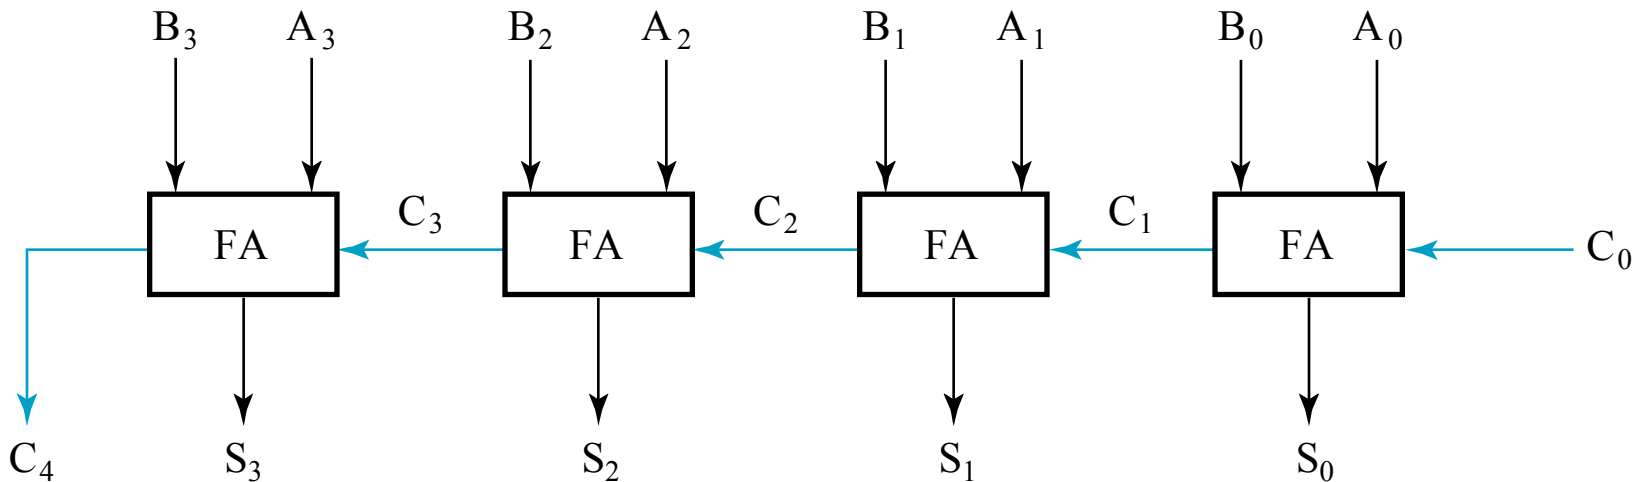 B₃ A₃ B₂ A₂ B₁ A₁ B₀ A₀
C₃ C₂ C₁
FA FA FA FA C₀
C₄ S₃ S₂ S₁ S₀